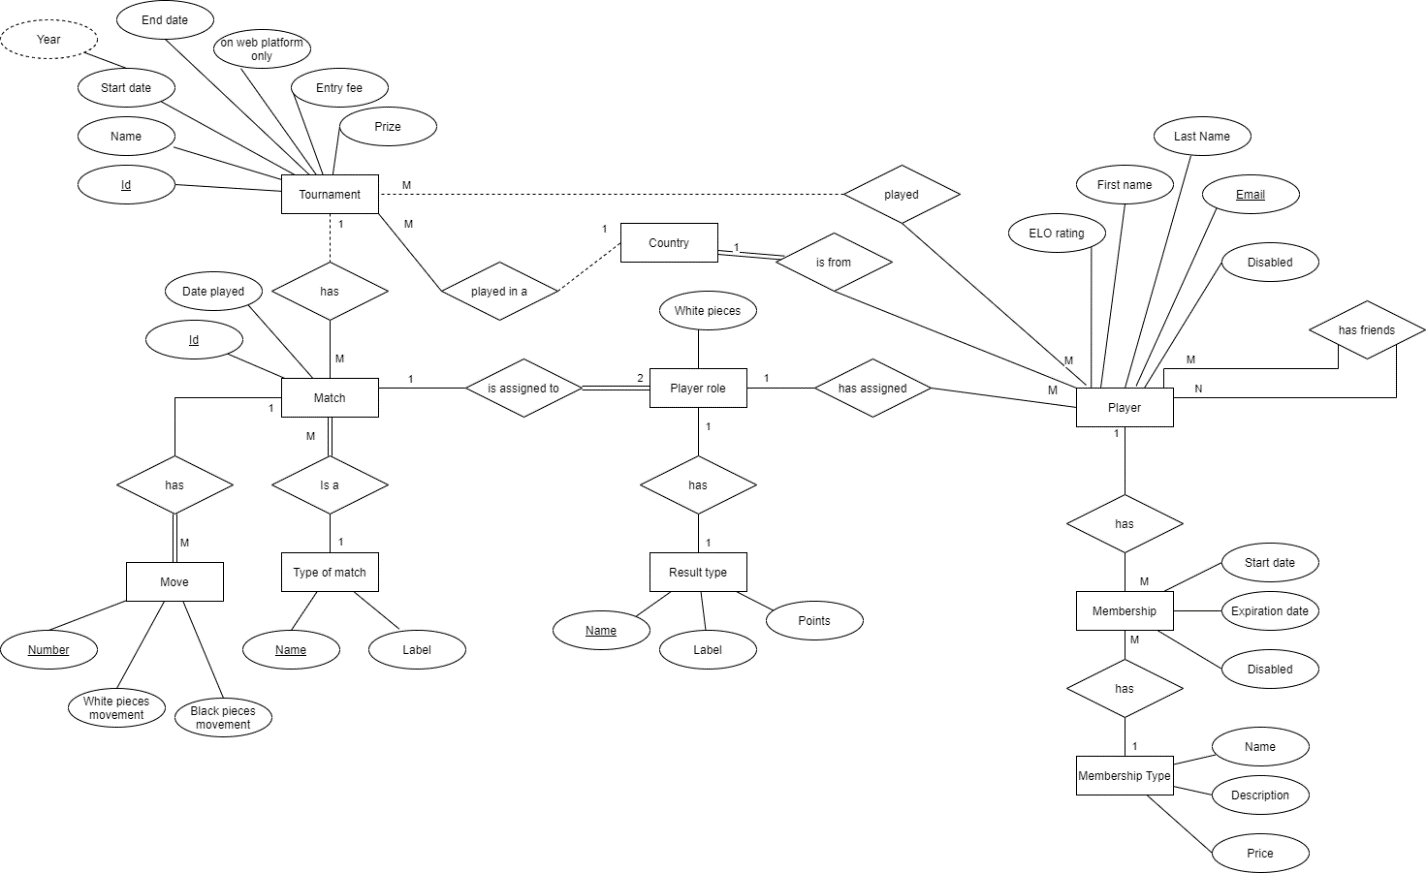 End date
Year
on web platform
only
Start date
Entry fee
Prize
Name
Last Name
Id
Tournament
M
played
First name
Email
1
M
1
Country
1
ELO rating
is from
Disabled
Date played
has
played in a
White pieces
has friends
Id
M
M
M
1
is assigned to
2
Player role
1
has assigned
M
N
Match
1
Player
M
1
1
has
Is a
has
has
M
1
1
Start date
Move
Type of match
Result type
M
Membership
Expiration date
Number
Name
Label
Name
Label
Points
M
Disabled
has
White pieces
movement
Black pieces
movement
1
Name
Membership Type
Description
Price